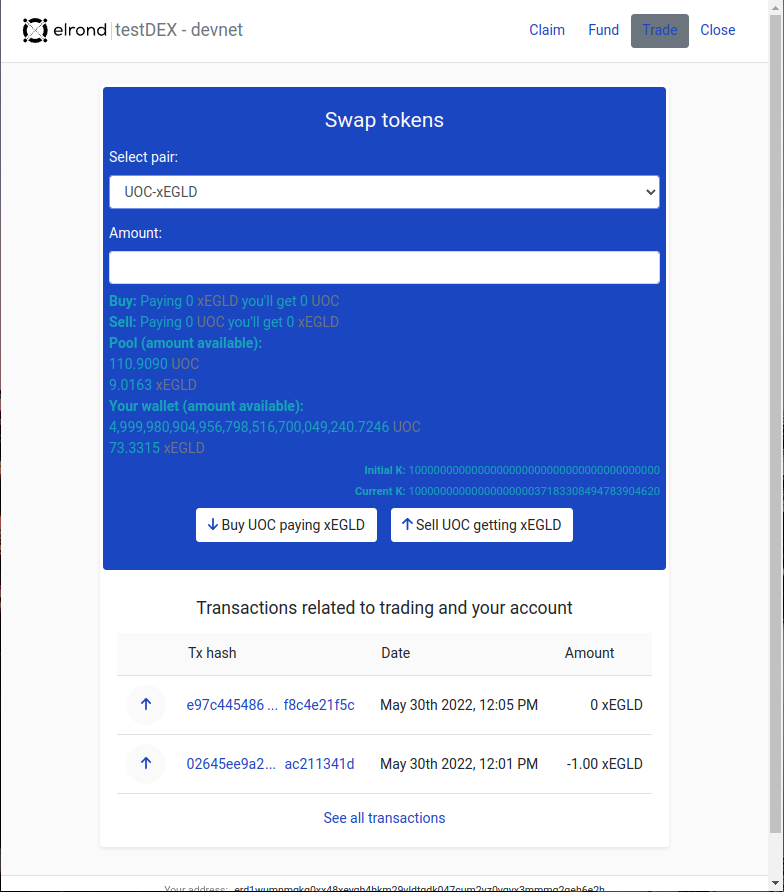 elrond testDEX - devnet
Claim Fund Trade Close
Swap tokens
Select pair:
UOC-xEGLD
Amount:
Buy: Paying 0 xEGLD you'll get 0 UOC
Sell: Paying 0 UOC you'll get 0 xEGLD
Pool (amount available):
110.9090 UOC
9.0163 xEGLD
Your wallet (amount available):
4,999,980,904,956,798,516,700,049,240.7246 UOC
73.3315 xEGLD
Initial K: 1000000000000000000000000000000000000000
Current K: 1000000000000000000037183308494783904620
Buy UOC paying xEGLD
Sell UOC getting xEGLD
Transactions related to trading and your account
Tx hash Date Amount
e97c445486 ... f8c4e21f5c May 30th 2022, 12:05 PM 0 xEGLD
02645ee9a2... ac211341d May 30th 2022, 12:01 PM -1.00 xEGLD
See all transactions
Your address: